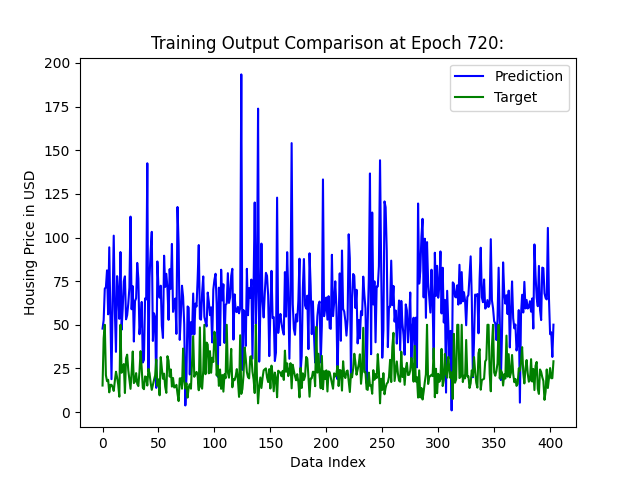 Training Output Comparison at Epoch 720:
Prediction
Target
Housing Price in USD
200
175
150
125
100
75
50
25
0
0 50 100 150 200 250 300 350 400
Data Index